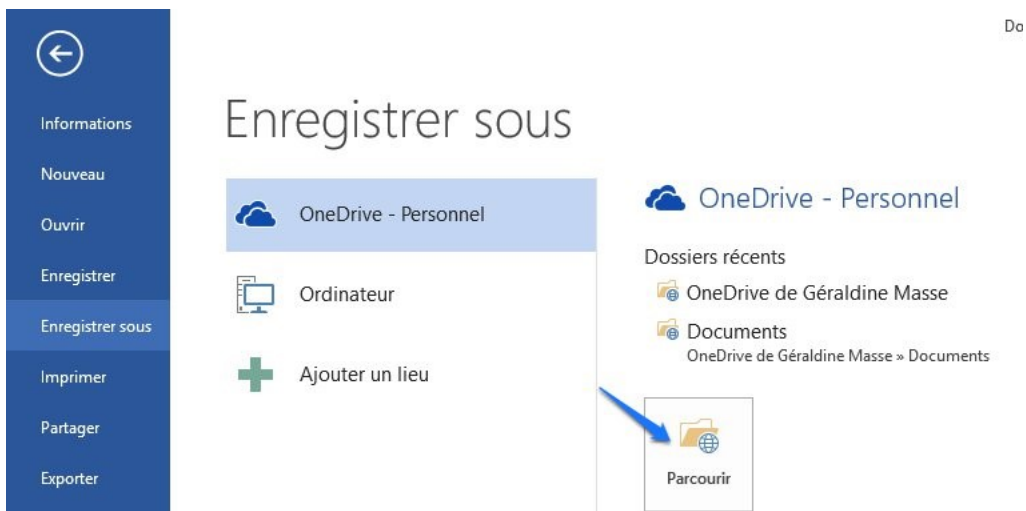 Do
Informations
Nouveau
Ouvrir
Enregistrer
Enregistrer sous
Imprimer
Partager
Exporter
Enregistrer sous
OneDrive - Personnel
Ordinateur
Ajouter un lieu
OneDrive - Personnel
Dossiers récents
OneDrive de Géraldine Masse
Documents
OneDrive de Géraldine Masse » Documents
Parcourir